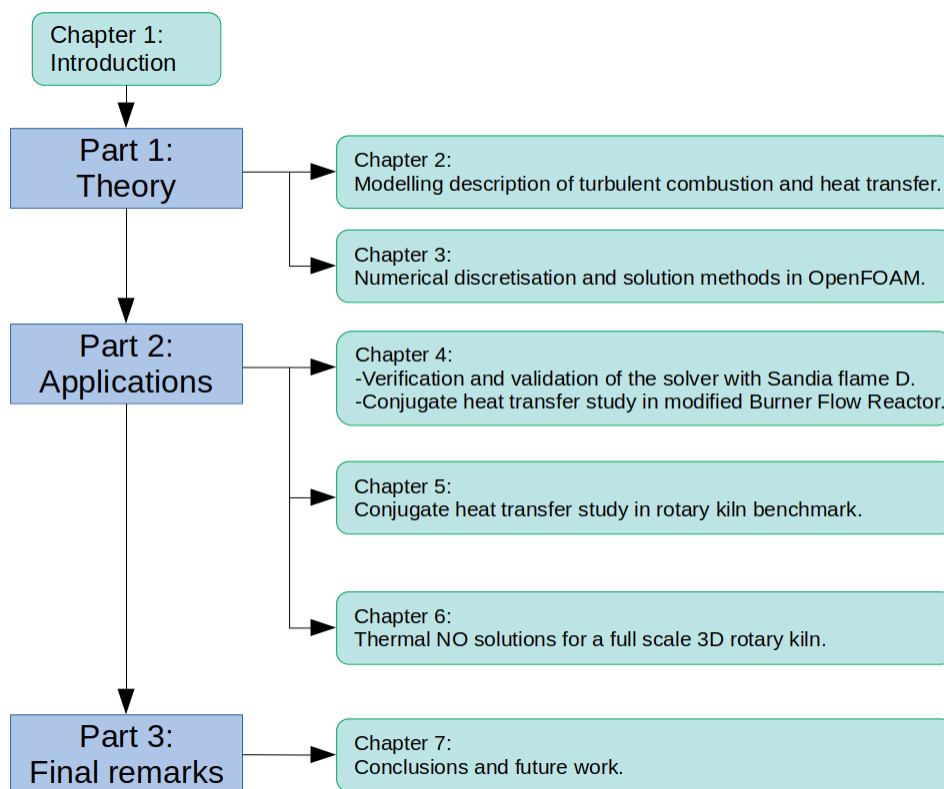 Chapter 1:
Introduction
Part 1:
Theory
Chapter 2:
Modelling description of turbulent combustion and heat transfer.
Chapter 3:
Numerical discretisation and solution methods in OpenFOAM.
Part 2:
Applications
Chapter 4:
-Verification and validation of the solver with Sandia flame D.
-Conjugate heat transfer study in modified Burner Flow Reactor.
Chapter 5:
Conjugate heat transfer study in rotary kiln benchmark.
Chapter 6:
Thermal NO solutions for a full scale 3D rotary kiln.
Part 3:
Final remarks
Chapter 7:
Conclusions and future work.